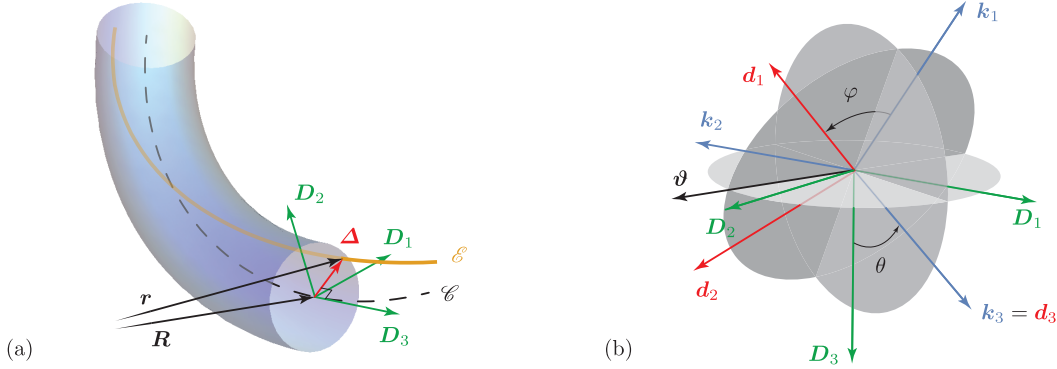 D₂
Δ
D₁
ℰ
r
𝒞
R
D₃
(a)
k₁
d₁
φ
k₂
ϑ
D₂
D₁
θ
d₂
k₃ = d₃
D₃
(b)